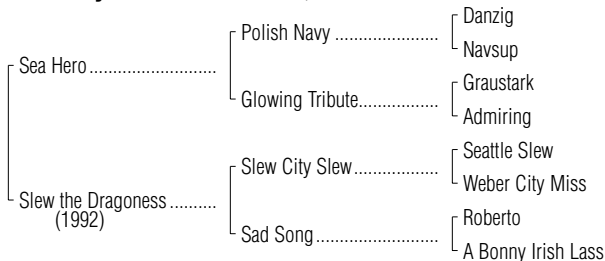 Danzig
Polish Navy ..................
Navsup
Sea Hero ........................
Graustark
Glowing Tribute..............
Admiring
Seattle Slew
Slew City Slew................
Weber City Miss
Slew the Dragoness ..........
(1992)
Roberto
Sad Song.......................
A Bonny Irish Lass